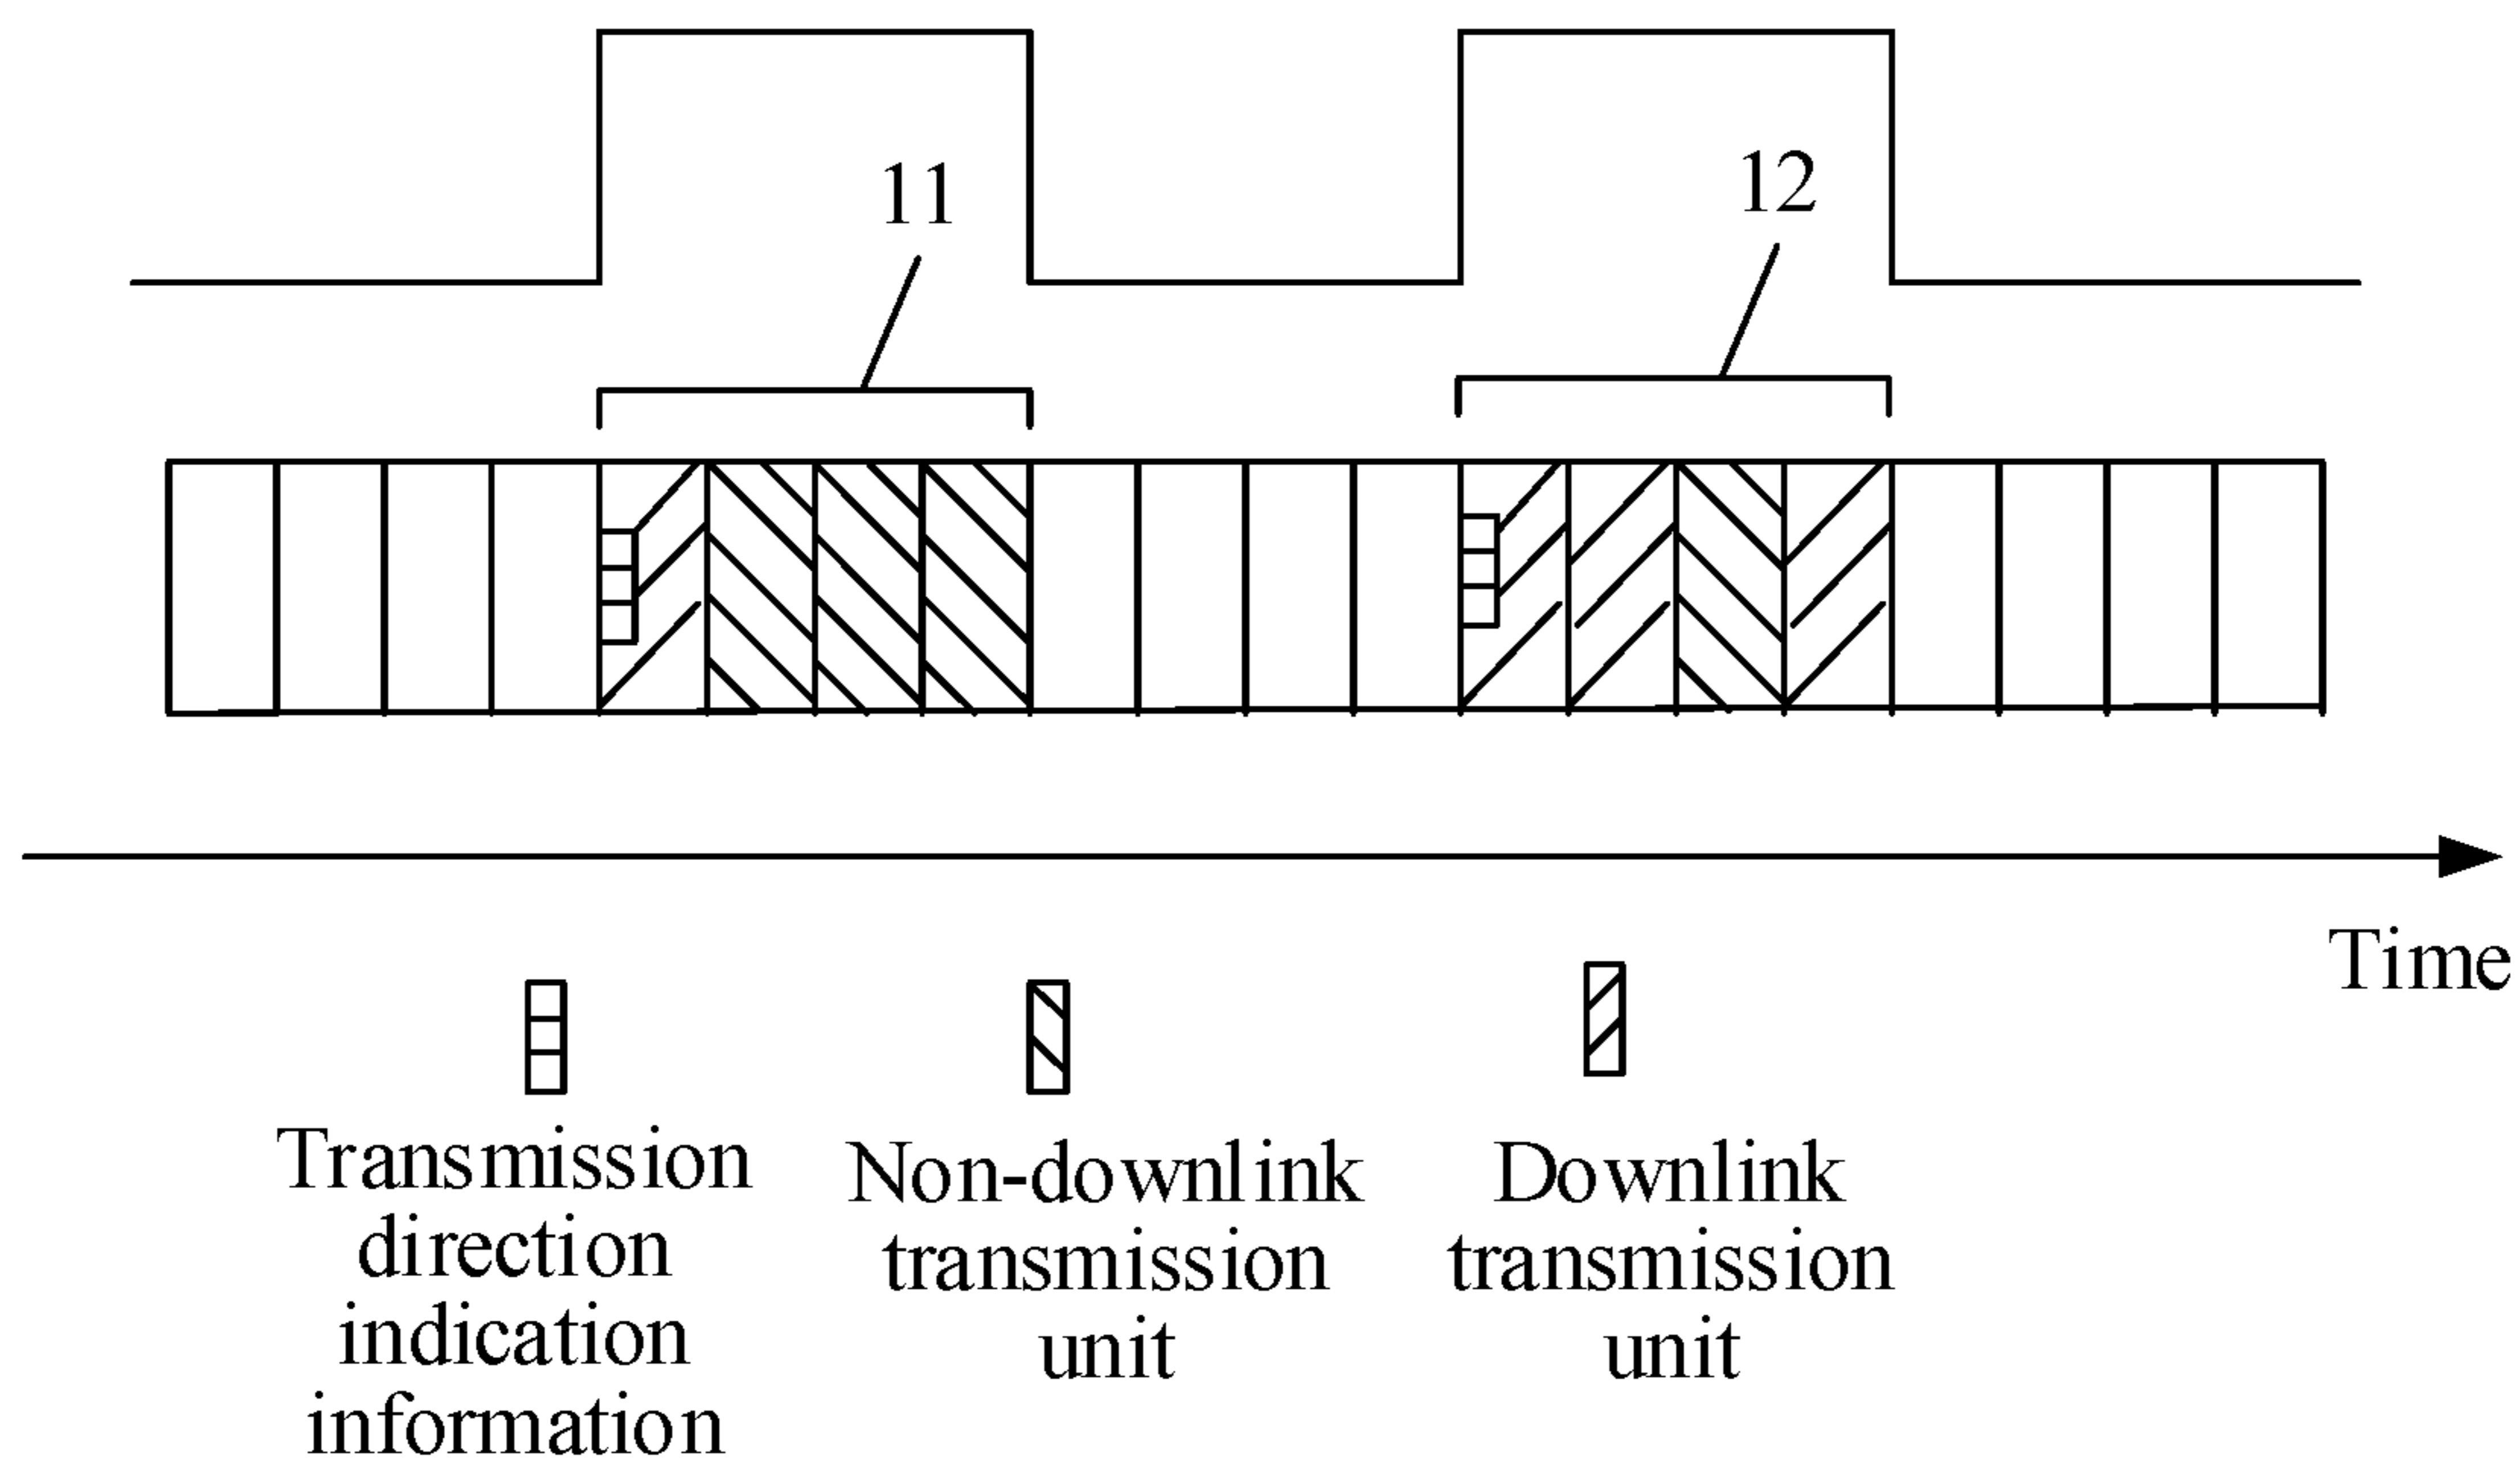 11
12
Time
Transmission
direction
indication
information
Non-downlink
transmission
unit
Downlink
transmission
unit